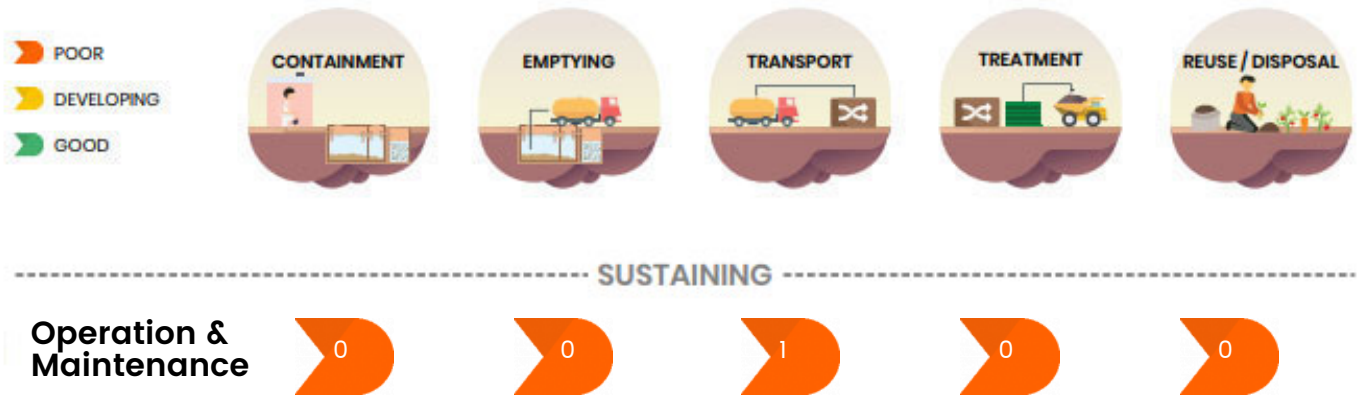 POOR
DEVELOPING
GOOD
CONTAINMENT
EMPTYING
TRANSPORT
TREATMENT
REUSE / DISPOSAL
SUSTAINING
Operation &
Maintenance
0 0 1 0 0